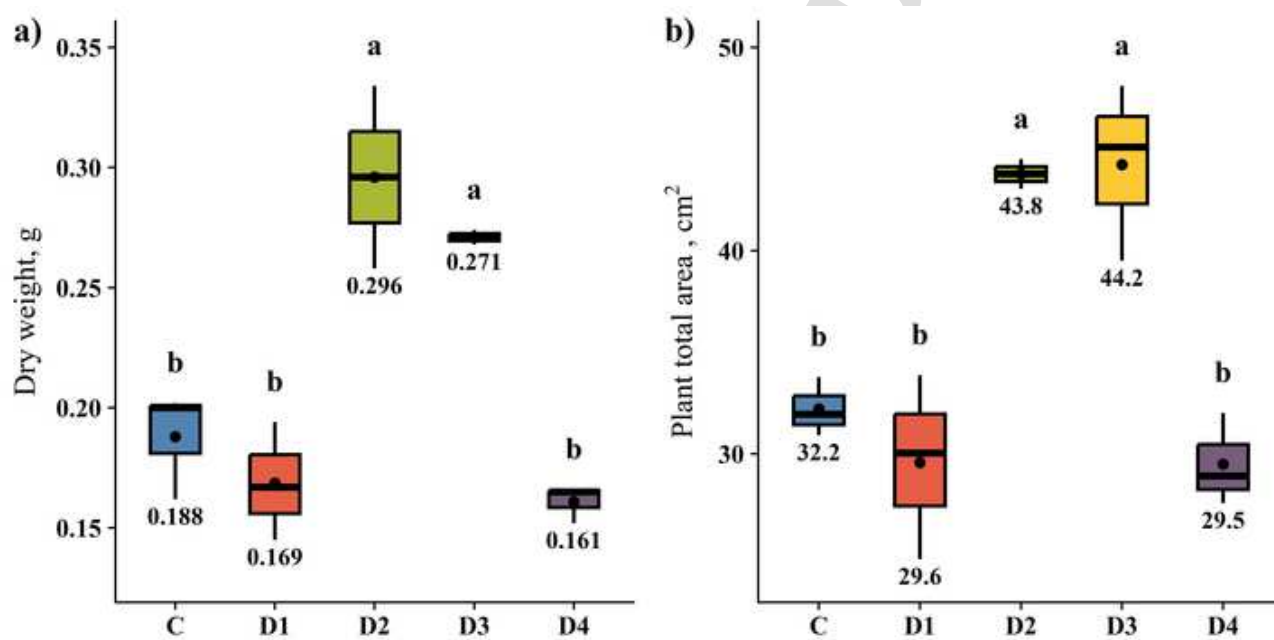 a)
Dry weight, g
0.35
0.30
0.25
0.20
0.15
b
0.188
b
0.169
a
0.296
a
0.271
b
0.161
C D1 D2 D3 D4
b)
Plant total area , cm²
50
40
30
b
32.2
b
29.6
a
43.8
a
44.2
b
29.5
C D1 D2 D3 D4